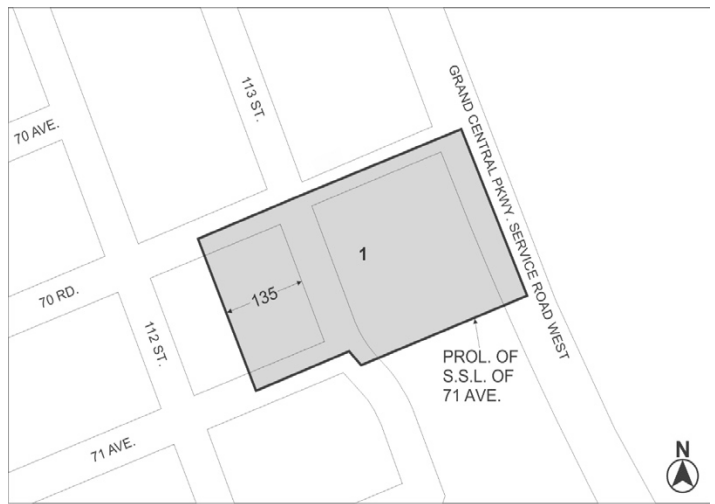 70 AVE.
113 ST.
GRAND CENTRAL PKWY. SERVICE ROAD WEST
1
135
70 RD.
112 ST.
PROL. OF
S.S.L. OF
71 AVE.
71 AVE.
N